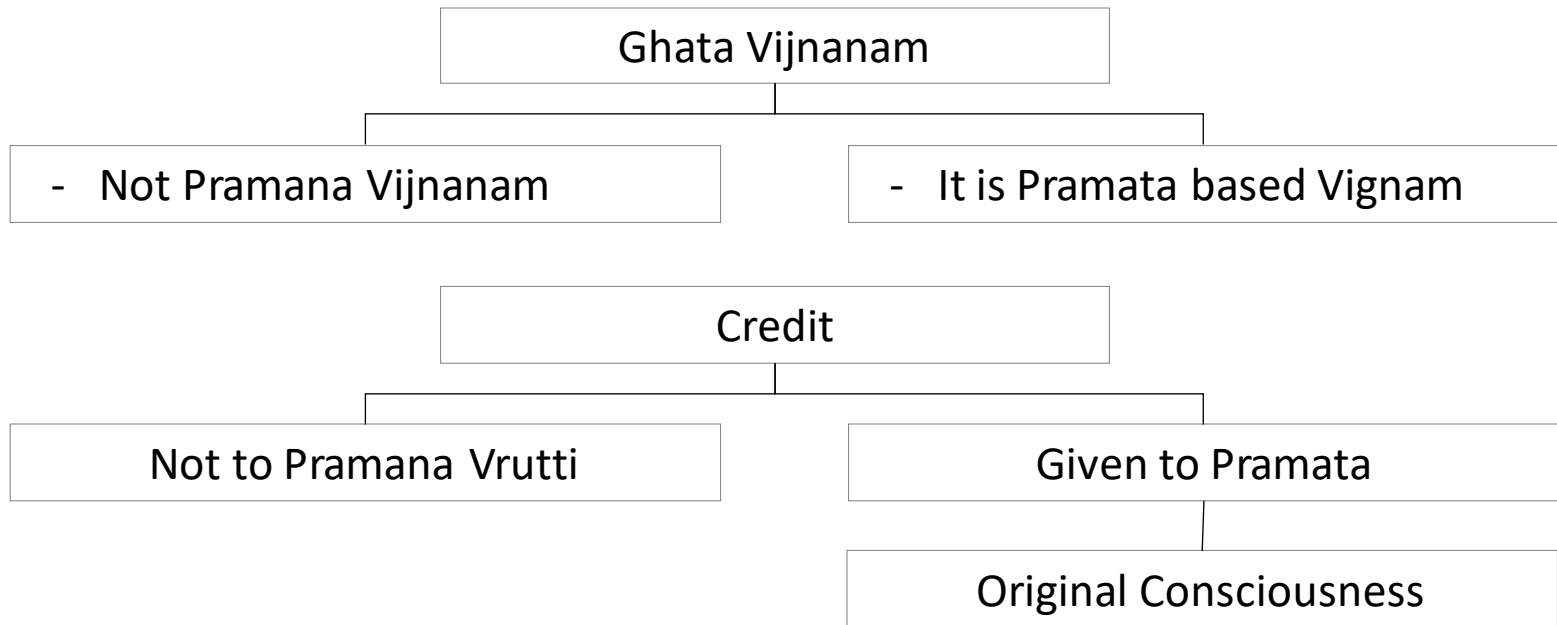 Ghata Vijnanam
- Not Pramana Vijnanam
- It is Pramata based Vignam
Credit
Not to Pramana Vrutti
Given to Pramata
Original Consciousness